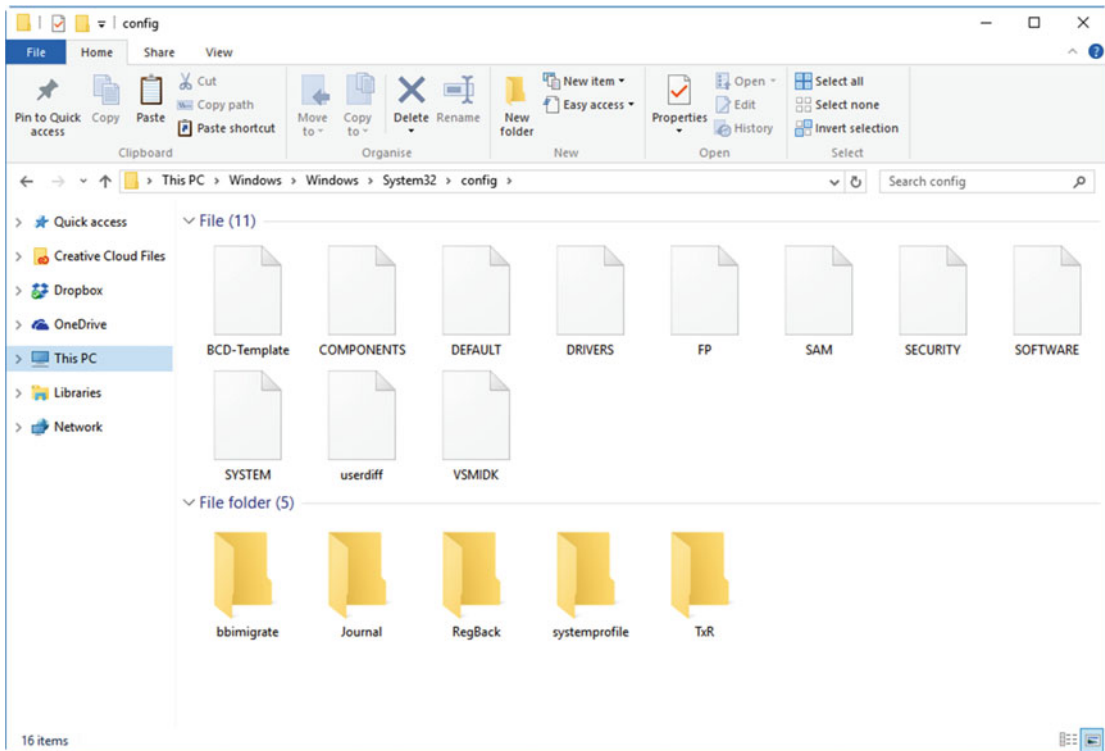 config
File Home Share View
Pin to Quick access
Copy
Paste
Cut
Copy path
Paste shortcut
Clipboard
Move to
Copy to
Delete
Rename
Organise
New folder
New item
Easy access
New
Properties
Open
Edit
History
Open
Select all
Select none
Invert selection
Select
This PC > Windows > Windows > System32 > config >
Search config
Quick access
Creative Cloud Files
Dropbox
OneDrive
This PC
Libraries
Network
File (11)
BCD-Template COMPONENTS DEFAULT DRIVERS FP SAM SECURITY SOFTWARE
SYSTEM userdiff VSMIDK
File folder (5)
bbimigrate Journal RegBack systemprofile TxR
16 items